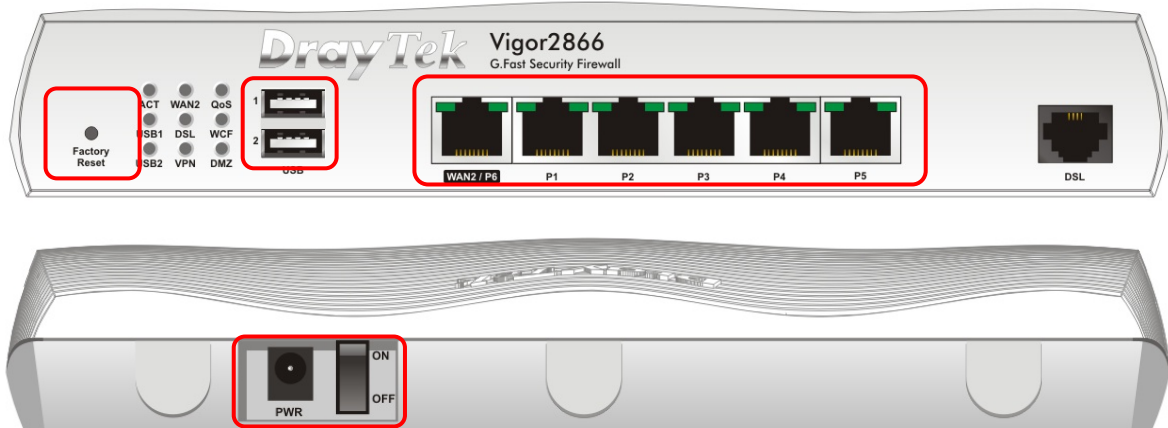 DrayTek
Vigor2866
G.Fast Security Firewall
ACT WAN2 QoS
USB1 DSL WCF
USB2 VPN DMZ
Factory
Reset
1
2
USB
WAN2 / P6 P1 P2 P3 P4 P5
DSL
ON
OFF
PWR